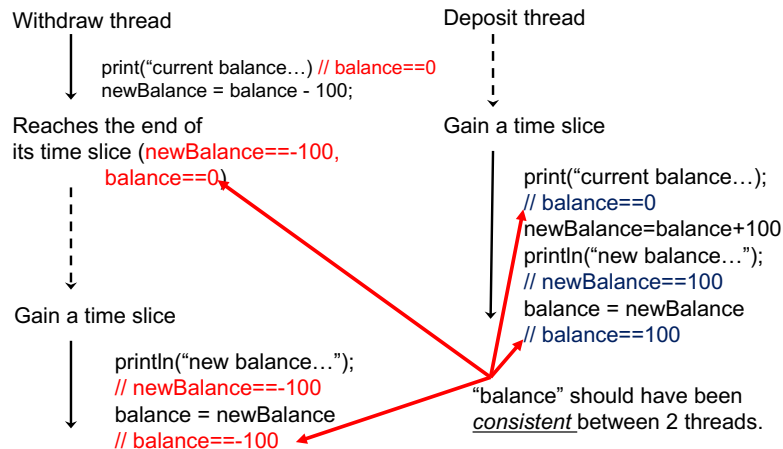 Withdraw thread
print(“current balance…) // balance==0
newBalance = balance - 100;
Reaches the end of
its time slice (newBalance==-100,
balance==0)
Gain a time slice
println(“new balance…”);
// newBalance==-100
balance = newBalance
// balance==-100
Deposit thread
Gain a time slice
print(“current balance…);
// balance==0
newBalance=balance+100
println(“new balance…”);
// newBalance==100
balance = newBalance
// balance==100
“balance” should have been
consistent between 2 threads.